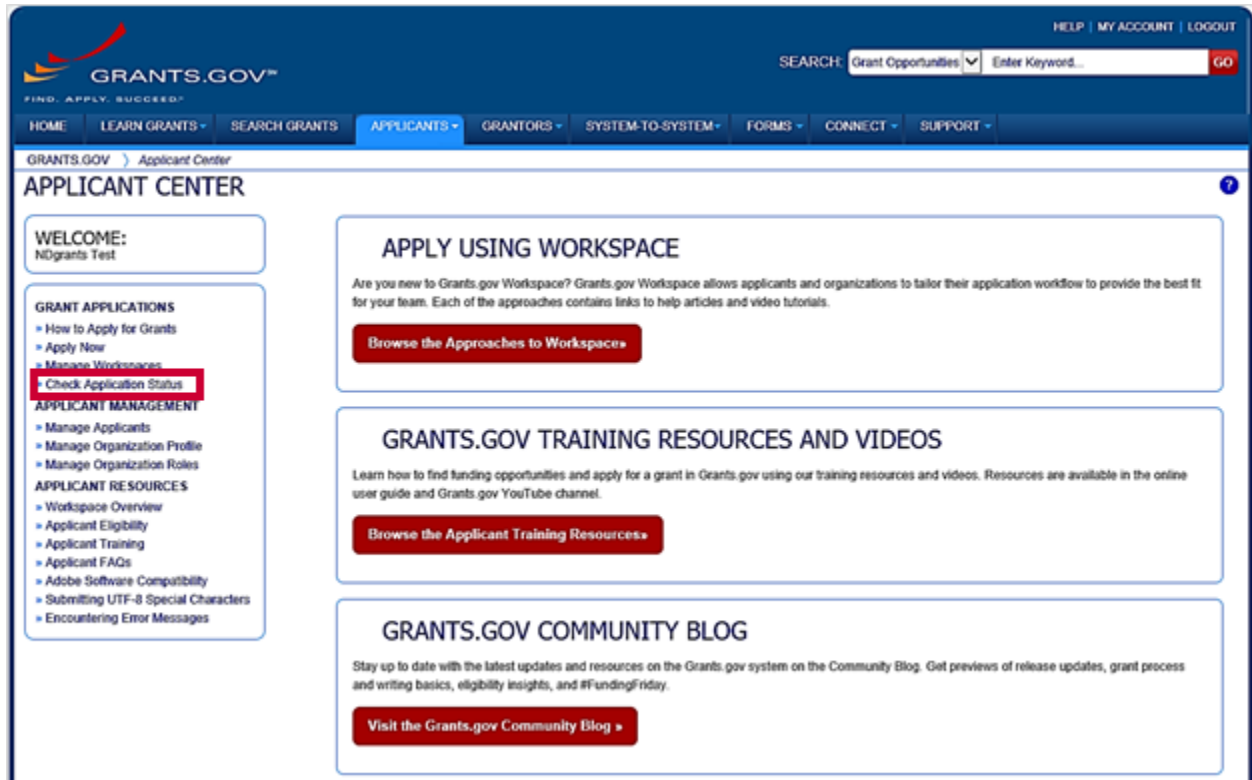 HELP | MY ACCOUNT | LOGOUT
SEARCH: Grant Opportunities Enter Keyword... GO
GRANTS.GOV℠
FIND. APPLY. SUCCEED.℠
HOME LEARN GRANTS SEARCH GRANTS APPLICANTS GRANTORS SYSTEM-TO-SYSTEM FORMS CONNECT SUPPORT
GRANTS.GOV 〉 Applicant Center
APPLICANT CENTER
?
WELCOME:
NDgrants Test
GRANT APPLICATIONS
» How to Apply for Grants
» Apply Now
» Manage Workspaces
» Check Application Status
APPLICANT MANAGEMENT
» Manage Applicants
» Manage Organization Profile
» Manage Organization Roles
APPLICANT RESOURCES
» Workspace Overview
» Applicant Eligibility
» Applicant Training
» Applicant FAQs
» Adobe Software Compatibility
» Submitting UTF-8 Special Characters
» Encountering Error Messages
APPLY USING WORKSPACE
Are you new to Grants.gov Workspace? Grants.gov Workspace allows applicants and organizations to tailor their application workflow to provide the best fit
for your team. Each of the approaches contains links to help articles and video tutorials.
Browse the Approaches to Workspace»
GRANTS.GOV TRAINING RESOURCES AND VIDEOS
Learn how to find funding opportunities and apply for a grant in Grants.gov using our training resources and videos. Resources are available in the online
user guide and Grants.gov YouTube channel.
Browse the Applicant Training Resources»
GRANTS.GOV COMMUNITY BLOG
Stay up to date with the latest updates and resources on the Grants.gov system on the Community Blog. Get previews of release updates, grant process
and writing basics, eligibility insights, and #FundingFriday.
Visit the Grants.gov Community Blog »